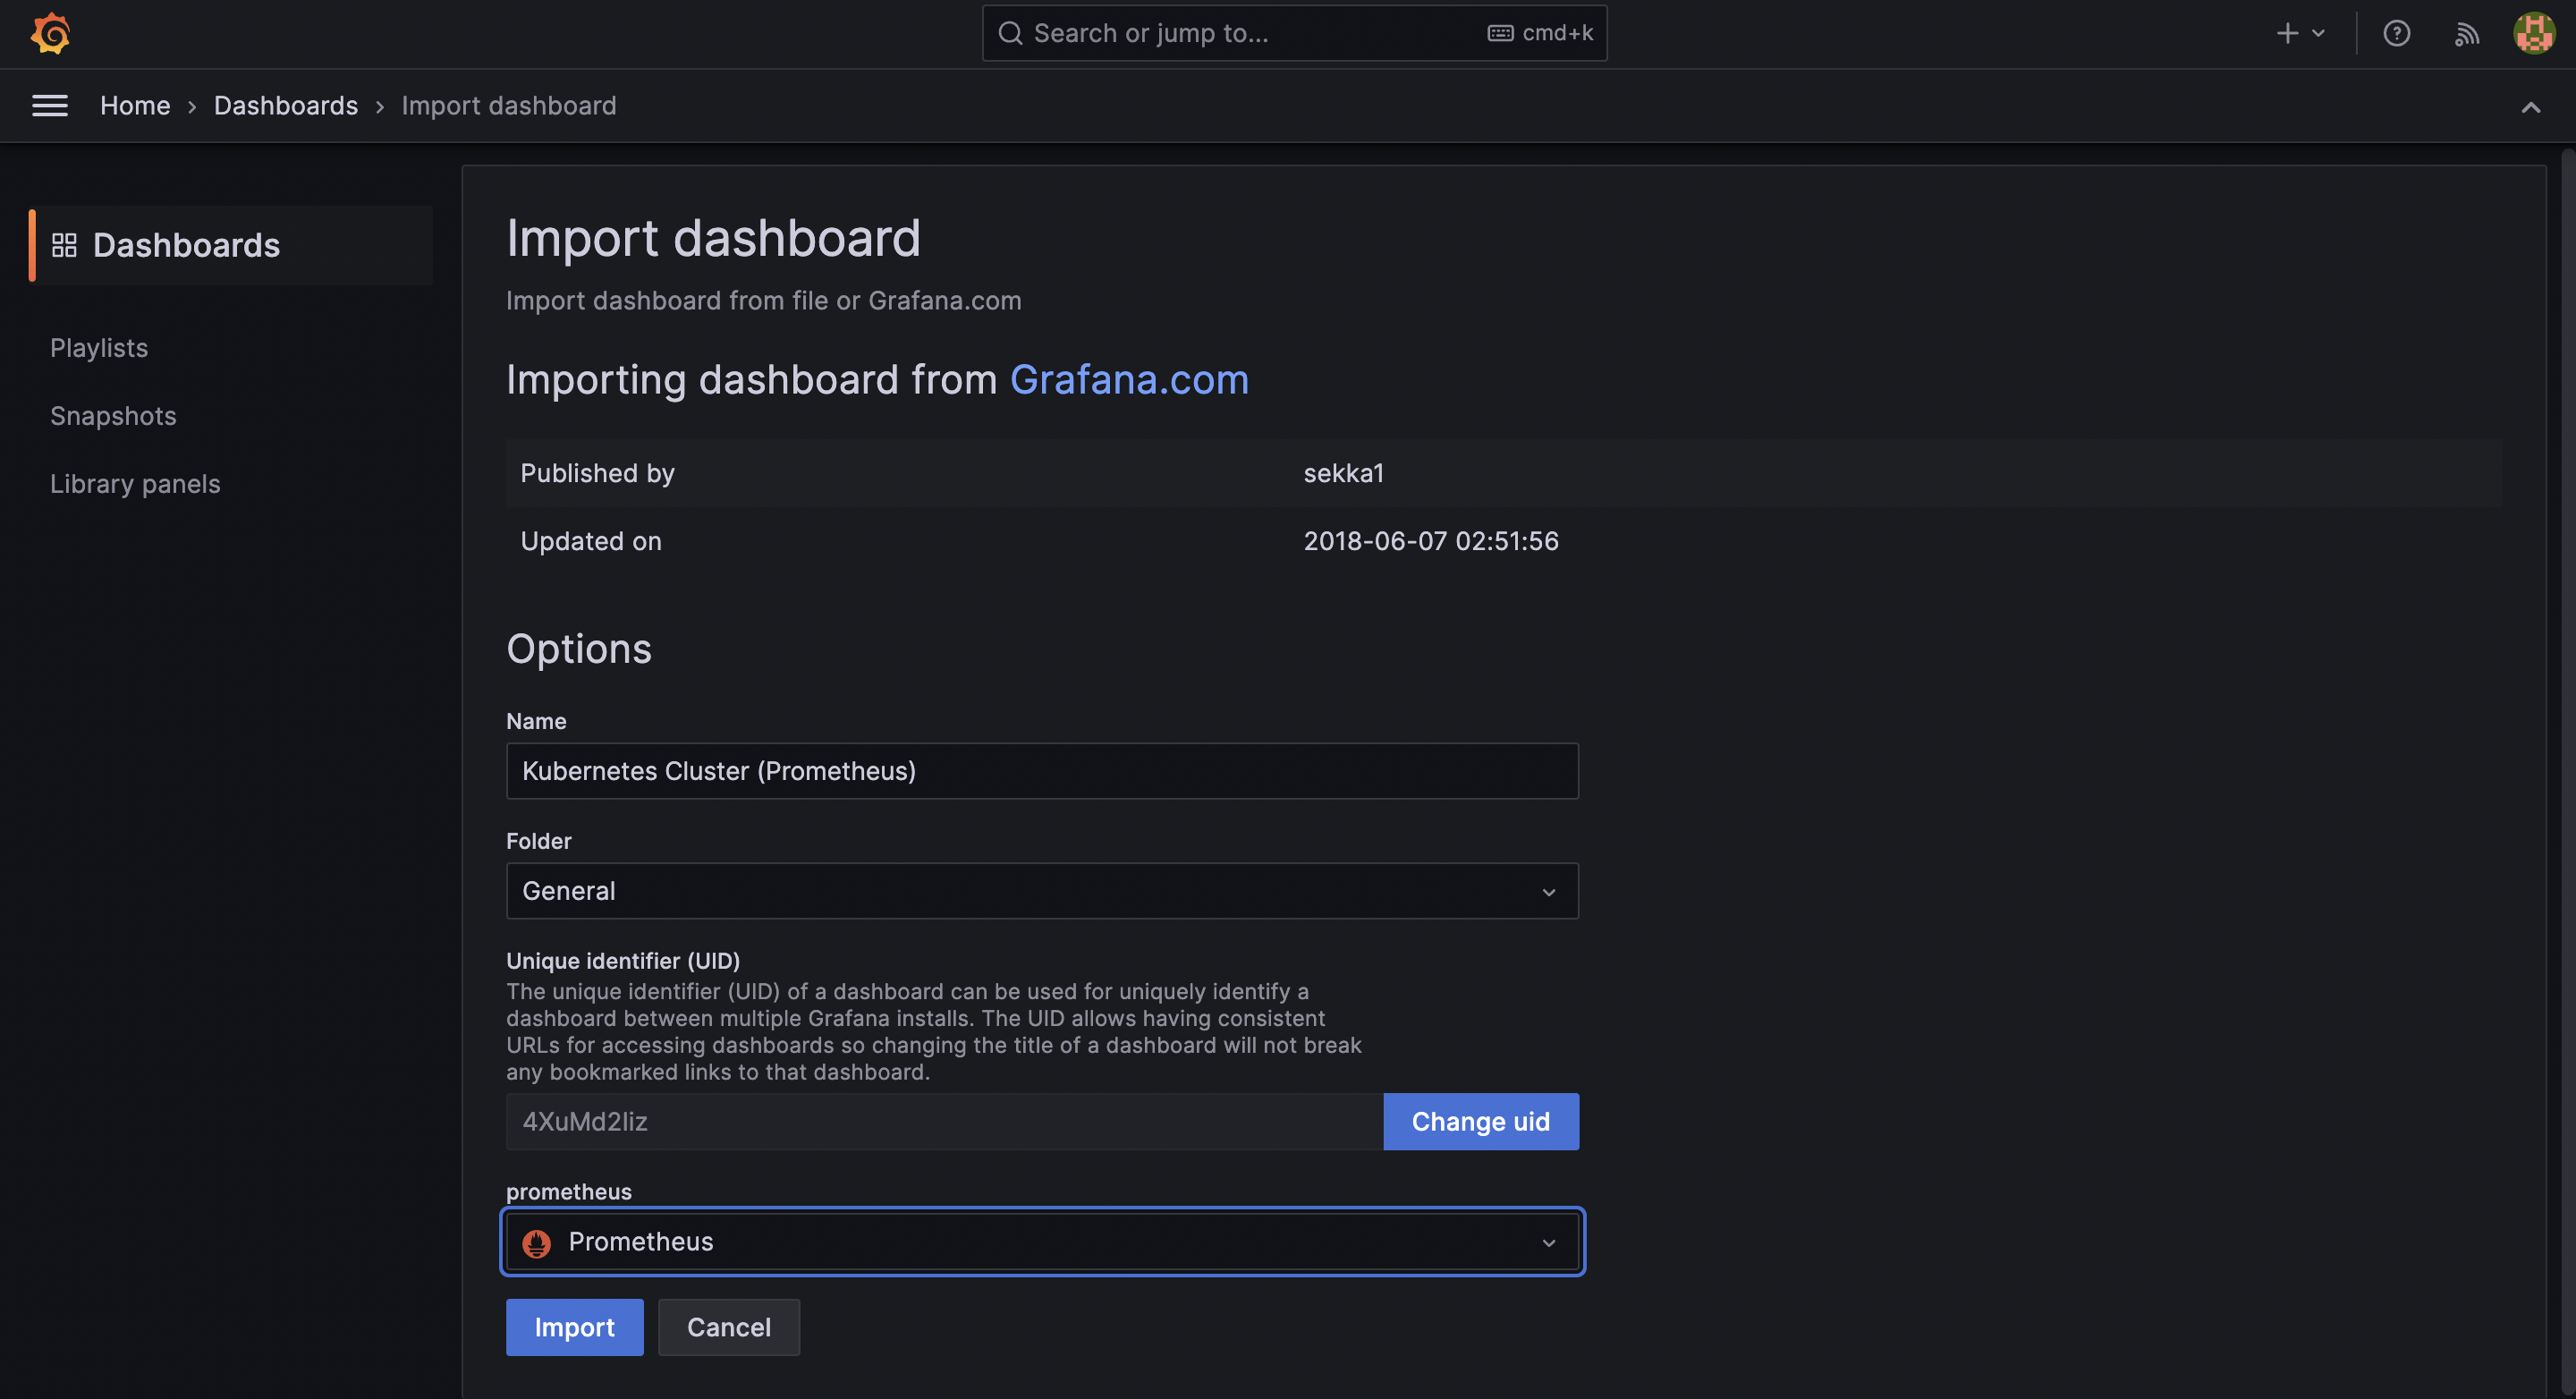 Search or jump to... cmd+k
Home › Dashboards › Import dashboard
Dashboards
Playlists
Snapshots
Library panels
Import dashboard
Import dashboard from file or Grafana.com
Importing dashboard from Grafana.com
Published by sekka1
Updated on 2018-06-07 02:51:56
Options
Name
Kubernetes Cluster (Prometheus)
Folder
General
Unique identifier (UID)
The unique identifier (UID) of a dashboard can be used for uniquely identify a
dashboard between multiple Grafana installs. The UID allows having consistent
URLs for accessing dashboards so changing the title of a dashboard will not break
any bookmarked links to that dashboard.
4XuMd2Iiz Change uid
prometheus
Prometheus
Import Cancel